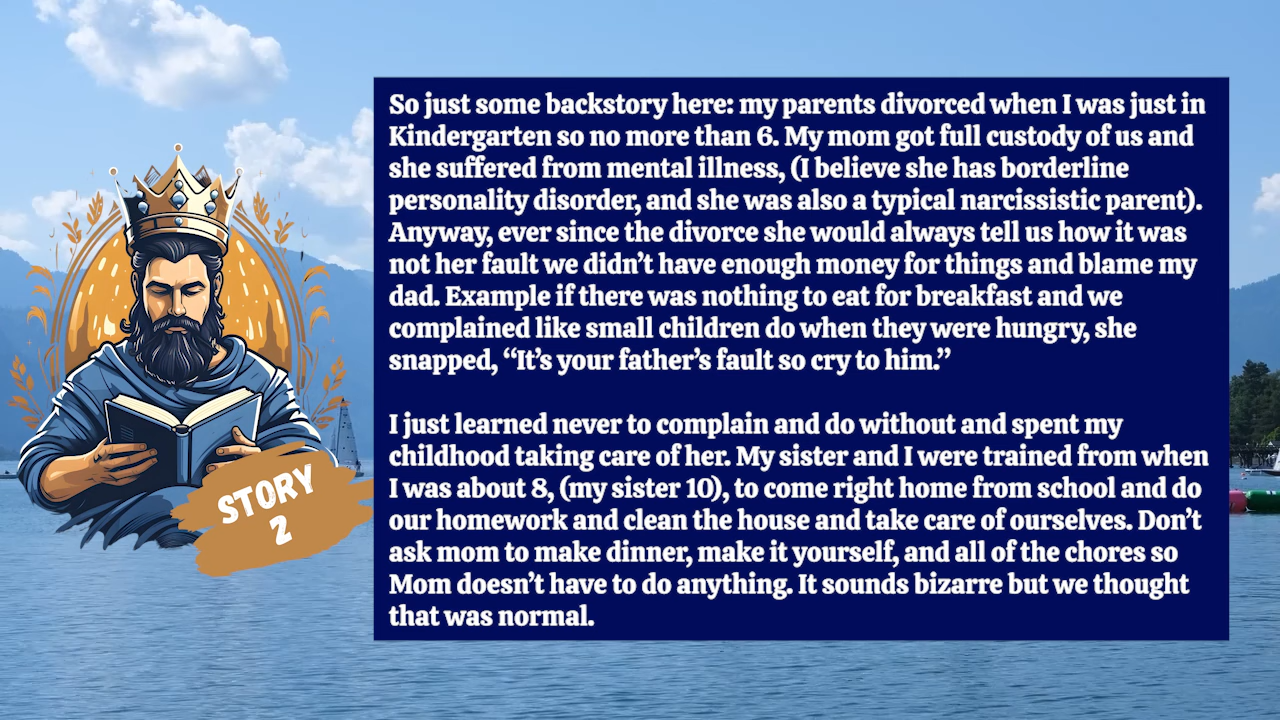 So just some backstory here: my parents divorced when I was just in
Kindergarten so no more than 6. My mom got full custody of us and
she suffered from mental illness, (I believe she has borderline
personality disorder, and she was also a typical narcissistic parent).
Anyway, ever since the divorce she would always tell us how it was
not her fault we didn’t have enough money for things and blame my
dad. Example if there was nothing to eat for breakfast and we
complained like small children do when they were hungry, she
snapped, “It’s your father’s fault so cry to him.”
I just learned never to complain and do without and spent my
childhood taking care of her. My sister and I were trained from when
I was about 8, (my sister 10), to come right home from school and do
our homework and clean the house and take care of ourselves. Don’t
ask mom to make dinner, make it yourself, and all of the chores so
Mom doesn’t have to do anything. It sounds bizarre but we thought
that was normal.
STORY
2